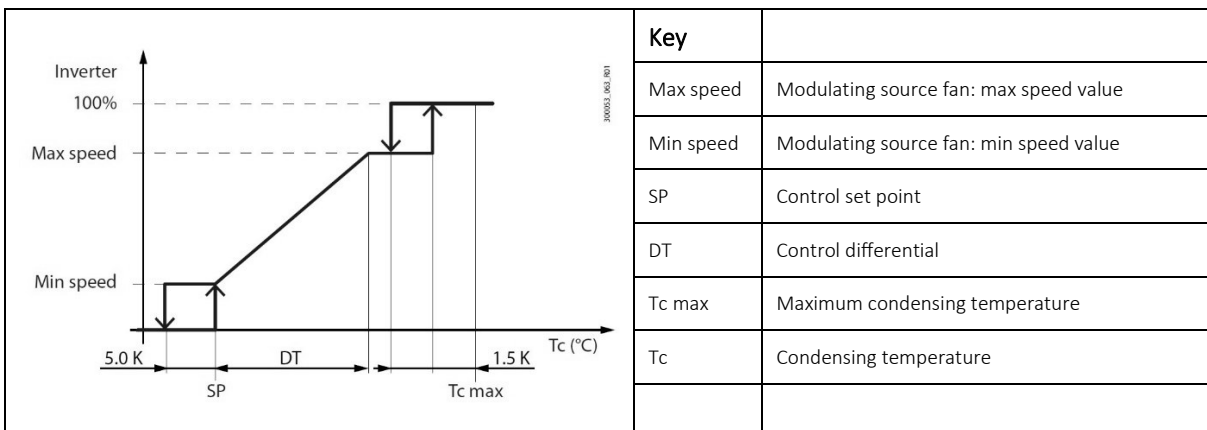 Inverter
100%
Max speed
Min speed
5.0 K
DT
1.5 K
Tc (°C)
SP
Tc max
300053_063_R01
Key
Max speed Modulating source fan: max speed value
Min speed Modulating source fan: min speed value
SP Control set point
DT Control differential
Tc max Maximum condensing temperature
Tc Condensing temperature